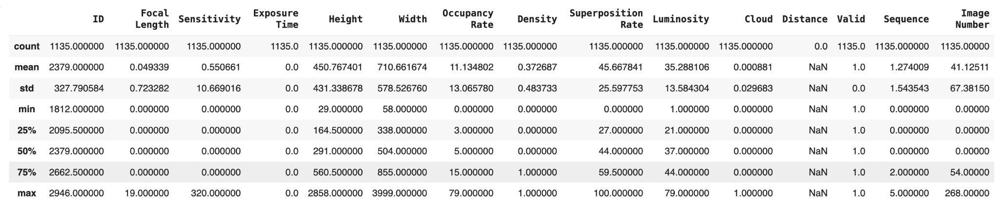 ID Focal Length Sensitivity Exposure Time Height Width Occupancy Rate Density Superposition Rate Luminosity Cloud Distance Valid Sequence Image Number
count 1135.000000 1135.000000 1135.000000 1135.0 1135.000000 1135.000000 1135.000000 1135.000000 1135.000000 1135.000000 1135.000000 0.0 1135.0 1135.000000 1135.00000
mean 2379.000000 0.049339 0.550661 0.0 450.767401 710.661674 11.134802 0.372687 45.667841 35.288106 0.000881 NaN 1.0 1.274009 41.12511
std 327.790584 0.723282 10.669016 0.0 431.338678 578.526760 13.065780 0.483733 25.597753 13.584304 0.029683 NaN 0.0 1.543543 67.38150
min 1812.000000 0.000000 0.000000 0.0 29.000000 58.000000 0.000000 0.000000 0.000000 1.000000 0.000000 NaN 1.0 0.000000 0.00000
25% 2095.500000 0.000000 0.000000 0.0 164.500000 338.000000 3.000000 0.000000 27.000000 21.000000 0.000000 NaN 1.0 0.000000 0.00000
50% 2379.000000 0.000000 0.000000 0.0 291.000000 504.000000 5.000000 0.000000 44.000000 37.000000 0.000000 NaN 1.0 0.000000 0.00000
75% 2662.500000 0.000000 0.000000 0.0 560.500000 855.000000 15.000000 1.000000 59.500000 44.000000 0.000000 NaN 1.0 2.000000 54.00000
max 2946.000000 19.000000 320.000000 0.0 2858.000000 3999.000000 79.000000 1.000000 100.000000 79.000000 1.000000 NaN 1.0 5.000000 268.00000